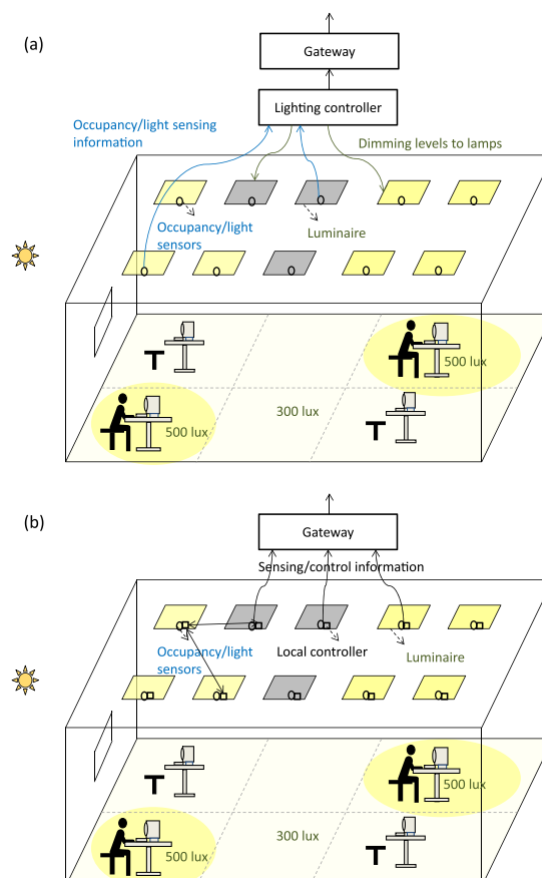 (a)
Gateway
Lighting controller
Occupancy/light sensing
information
Dimming levels to lamps
Occupancy/light
sensors
Luminaire
500 lux
300 lux
500 lux
(b)
Gateway
Sensing/control information
Occupancy/light
sensors
Local controller
Luminaire
500 lux
300 lux
500 lux